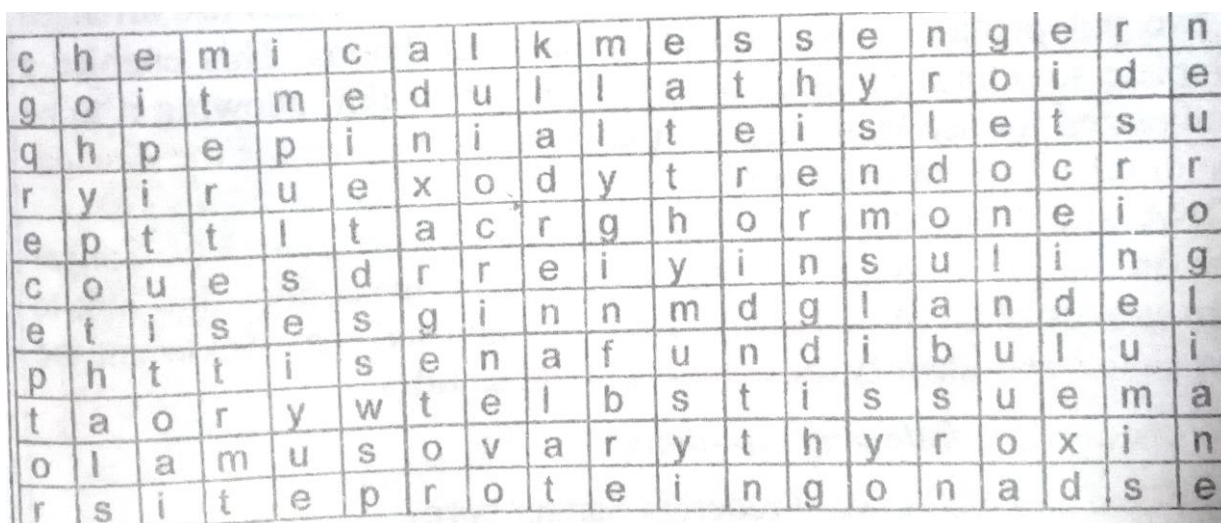 c h e m i c a l k m e s s e n g e r n
g o i t m e d u l l a t h y r o i d e
q h p e p i n i a l t e i s l e t s u
r y i r u e x o d y t r e n d o c r r
e p t t l t a c r g h o r m o n e i o
c o u e s d r r e i y i n s u l i n g
e t i s e s g i n n m d g l a n d e l
p h t t i s e n a f u n d i b u l u i
t a o r y w t e l b s t i s s u e m a
o l a m u s o v a r y t h y r o x i n
r s i t e p r o t e i n g o n a d s e